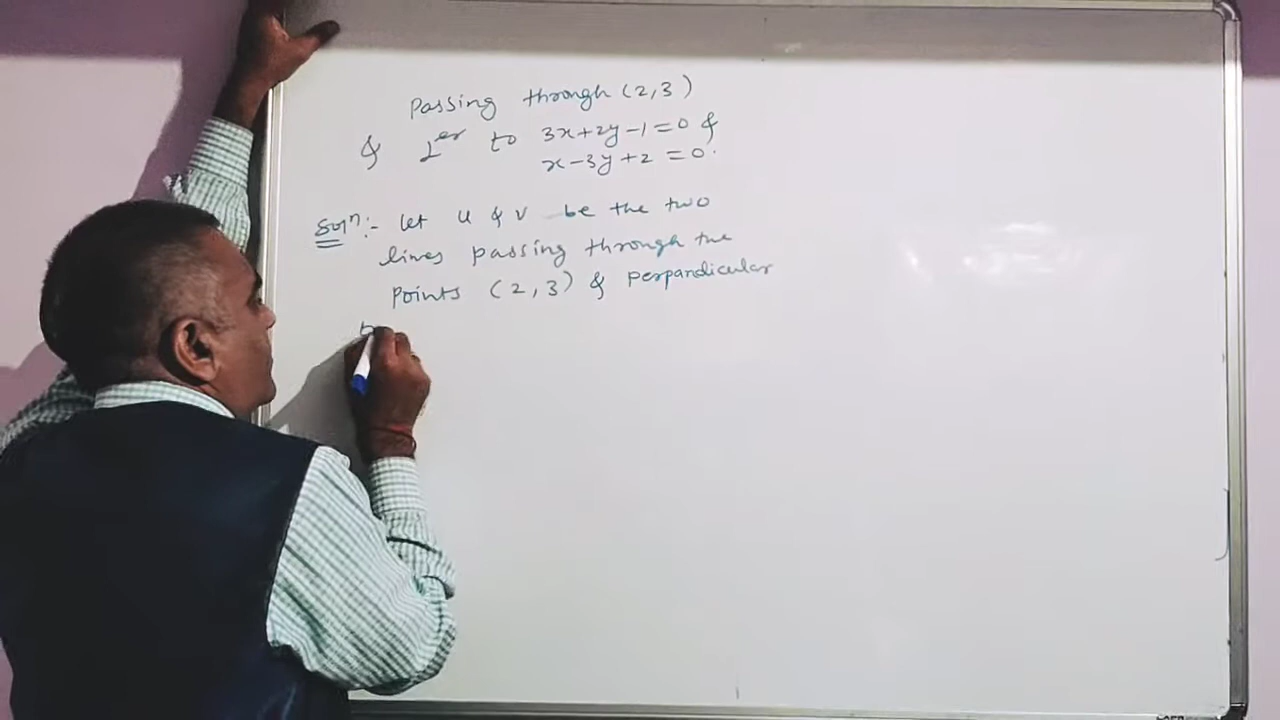 Passing through (2,3)
& ⊥er to 3x+2y-1=0 &
x-3y+2=0.
Solⁿ:- Let u & v be the two
lines passing through the
Points (2,3) & perpandicular